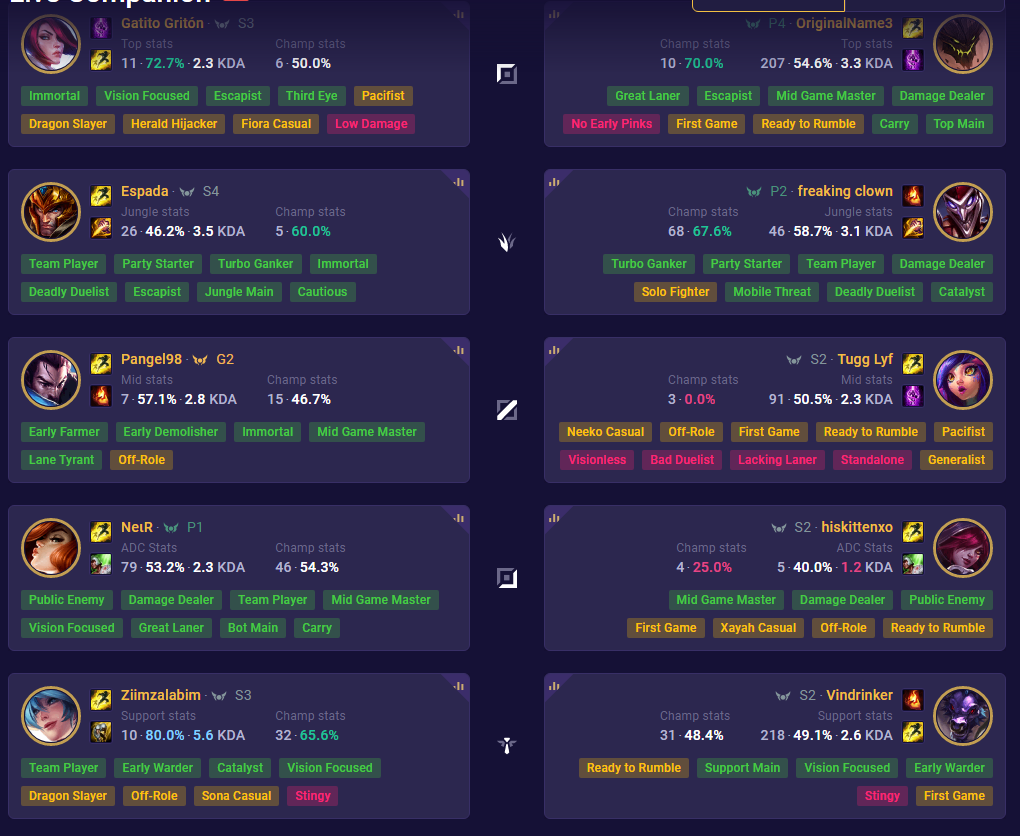 Live Companion
Gatito Gritón · S3
Top stats Champ stats
11 · 72.7% · 2.3 KDA 6 · 50.0%
Immortal Vision Focused Escapist Third Eye Pacifist
Dragon Slayer Herald Hijacker Fiora Casual Low Damage
P4 · OriginalName3
Champ stats Top stats
10 · 70.0% 207 · 54.6% · 3.3 KDA
Great Laner Escapist Mid Game Master Damage Dealer
No Early Pinks First Game Ready to Rumble Carry Top Main
Espada · S4
Jungle stats Champ stats
26 · 46.2% · 3.5 KDA 5 · 60.0%
Team Player Party Starter Turbo Ganker Immortal
Deadly Duelist Escapist Jungle Main Cautious
P2 · freaking clown
Champ stats Jungle stats
68 · 67.6% 46 · 58.7% · 3.1 KDA
Turbo Ganker Party Starter Team Player Damage Dealer
Solo Fighter Mobile Threat Deadly Duelist Catalyst
Pangel98 · G2
Mid stats Champ stats
7 · 57.1% · 2.8 KDA 15 · 46.7%
Early Farmer Early Demolisher Immortal Mid Game Master
Lane Tyrant Off-Role
S2 · Tugg Lyf
Champ stats Mid stats
3 · 0.0% 91 · 50.5% · 2.3 KDA
Neeko Casual Off-Role First Game Ready to Rumble Pacifist
Visionless Bad Duelist Lacking Laner Standalone Generalist
NeιR · P1
ADC Stats Champ stats
79 · 53.2% · 2.3 KDA 46 · 54.3%
Public Enemy Damage Dealer Team Player Mid Game Master
Vision Focused Great Laner Bot Main Carry
S2 · hiskittenxo
Champ stats ADC Stats
4 · 25.0% 5 · 40.0% · 1.2 KDA
Mid Game Master Damage Dealer Public Enemy
First Game Xayah Casual Off-Role Ready to Rumble
Ziimzalabim · S3
Support stats Champ stats
10 · 80.0% · 5.6 KDA 32 · 65.6%
Team Player Early Warder Catalyst Vision Focused
Dragon Slayer Off-Role Sona Casual Stingy
S2 · Vindrinker
Champ stats Support stats
31 · 48.4% 218 · 49.1% · 2.6 KDA
Ready to Rumble Support Main Vision Focused Early Warder
Stingy First Game